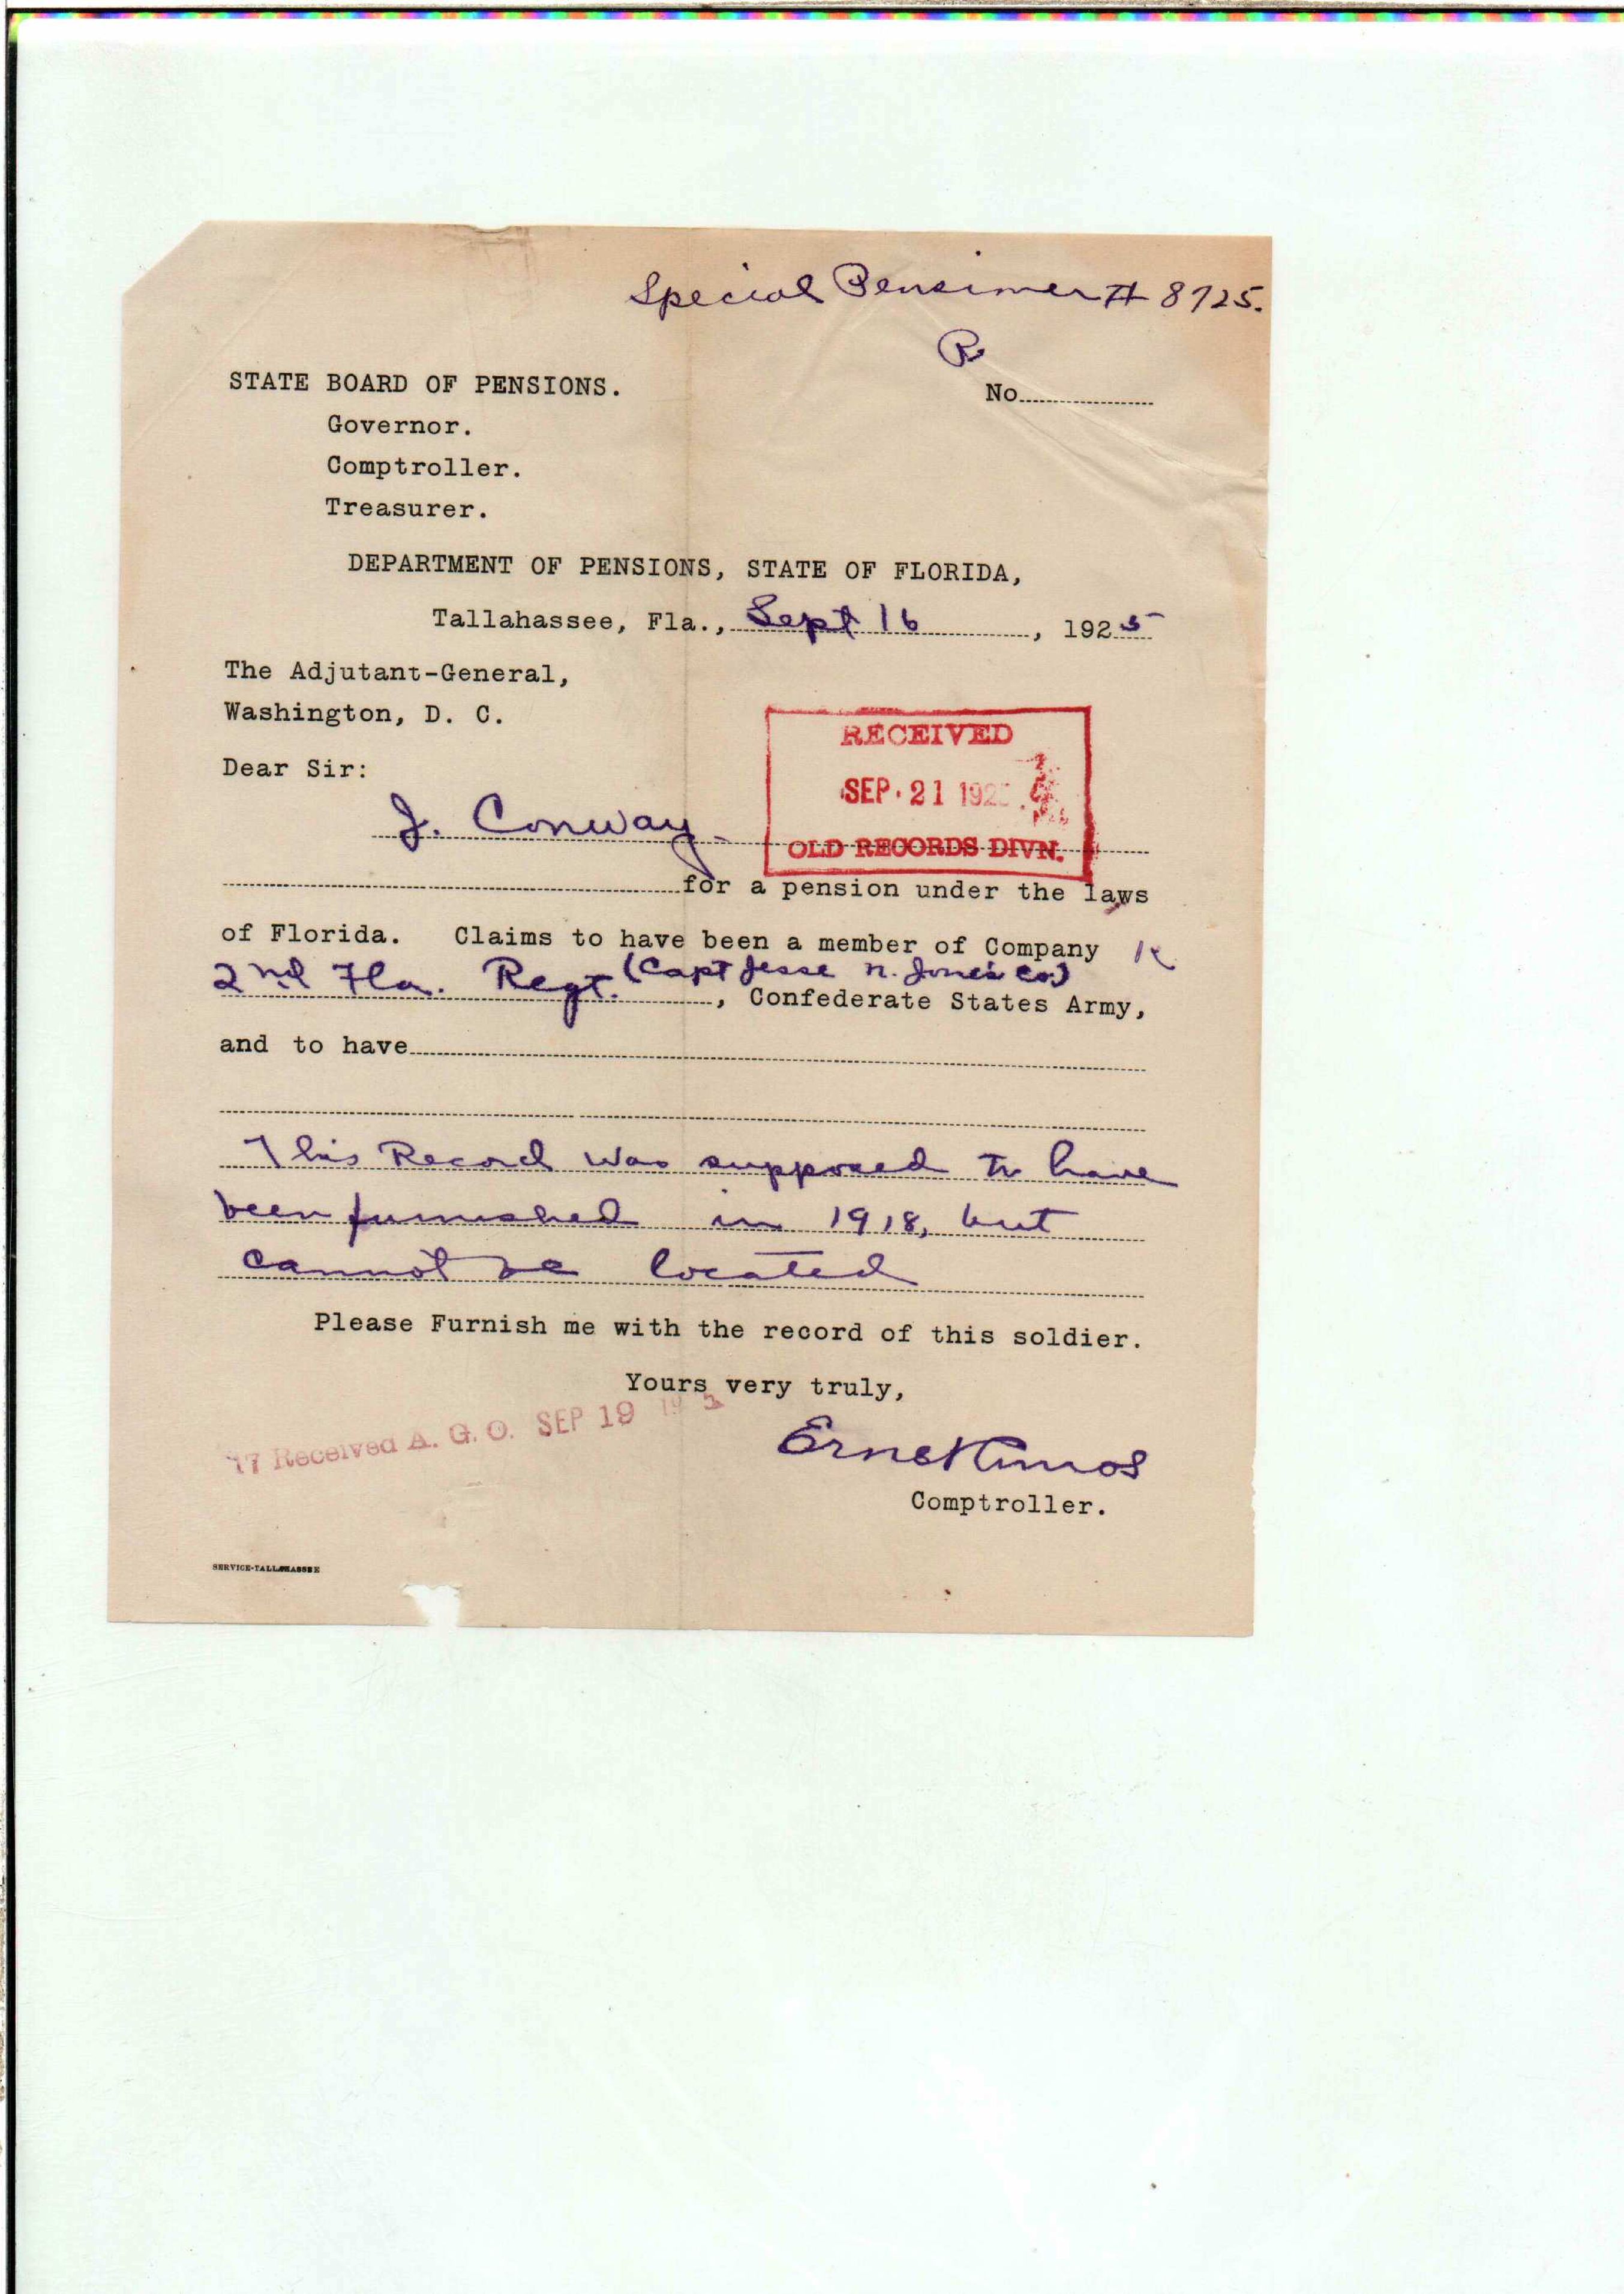 Special Pensioner # 8725.
R
STATE BOARD OF PENSIONS.
No
Governor.
Comptroller.
Treasurer.
DEPARTMENT OF PENSIONS, STATE OF FLORIDA,
Tallahassee, Fla., Sept 16, 1925
The Adjutant-General,
Washington, D. C.
RECEIVED
SEP. 21 192
OLD RECORDS DIVN.
Dear Sir:
J. Conway
for a pension under the laws
of Florida. Claims to have been a member of Company K
2nd Fla. Regt. (Capt Jesse N. Jones Co)
, Confederate States Army,
and to have
This Record was supposed to have
been furnished in 1918, but
cannot be located
Please Furnish me with the record of this soldier.
Yours very truly,
17 Received A. G. O. SEP 19
Ernest Amos
Comptroller.
SERVICE-TALLAHASSEE